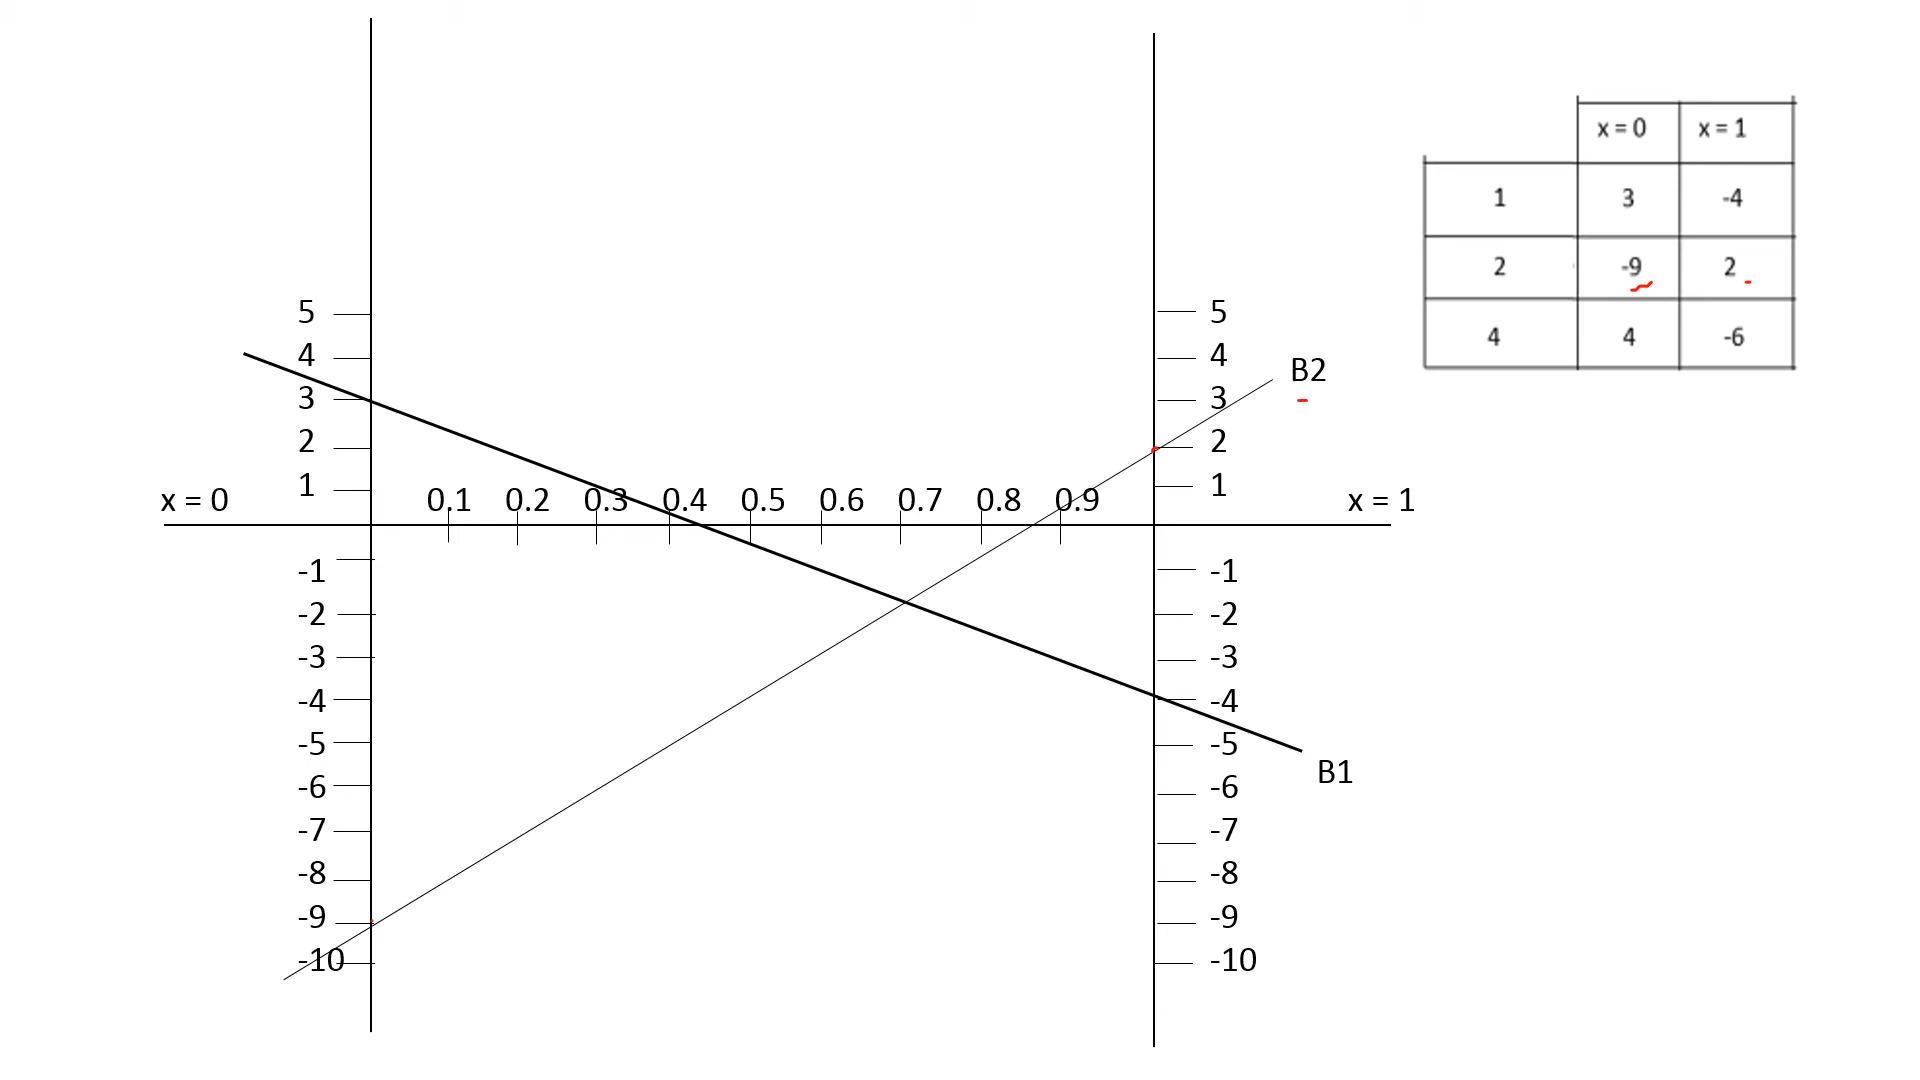 x = 0 x = 1
1 3 -4
2 -9 2
4 4 -6
5 5
4 4
B2
3 3
2 2
1 1
x = 0 0.1 0.2 0.3 0.4 0.5 0.6 0.7 0.8 0.9 x = 1
-1 -1
-2 -2
-3 -3
-4 -4
-5 -5
B1
-6 -6
-7 -7
-8 -8
-9 -9
-10 -10